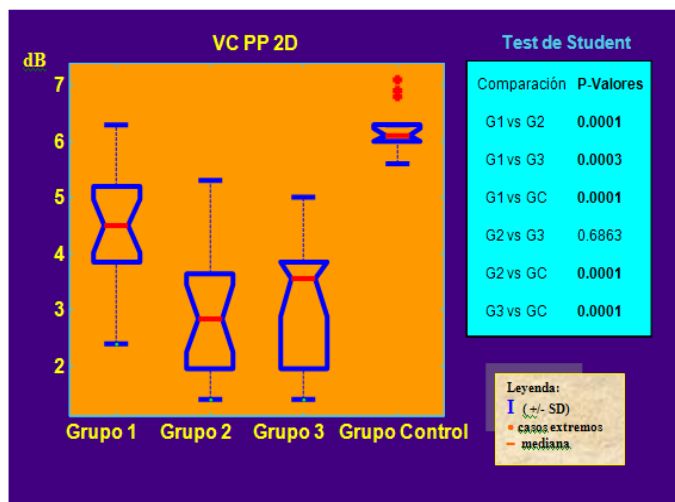 VC PP 2D
dB
7
6
5
4
3
2
Grupo 1 Grupo 2 Grupo 3 Grupo Control
Test de Student
Comparación P-Valores
G1 vs G2 0.0001
G1 vs G3 0.0003
G1 vs GC 0.0001
G2 vs G3 0.6863
G2 vs GC 0.0001
G3 vs GC 0.0001
Leyenda:
I (+/- SD)
casos extremos
mediana